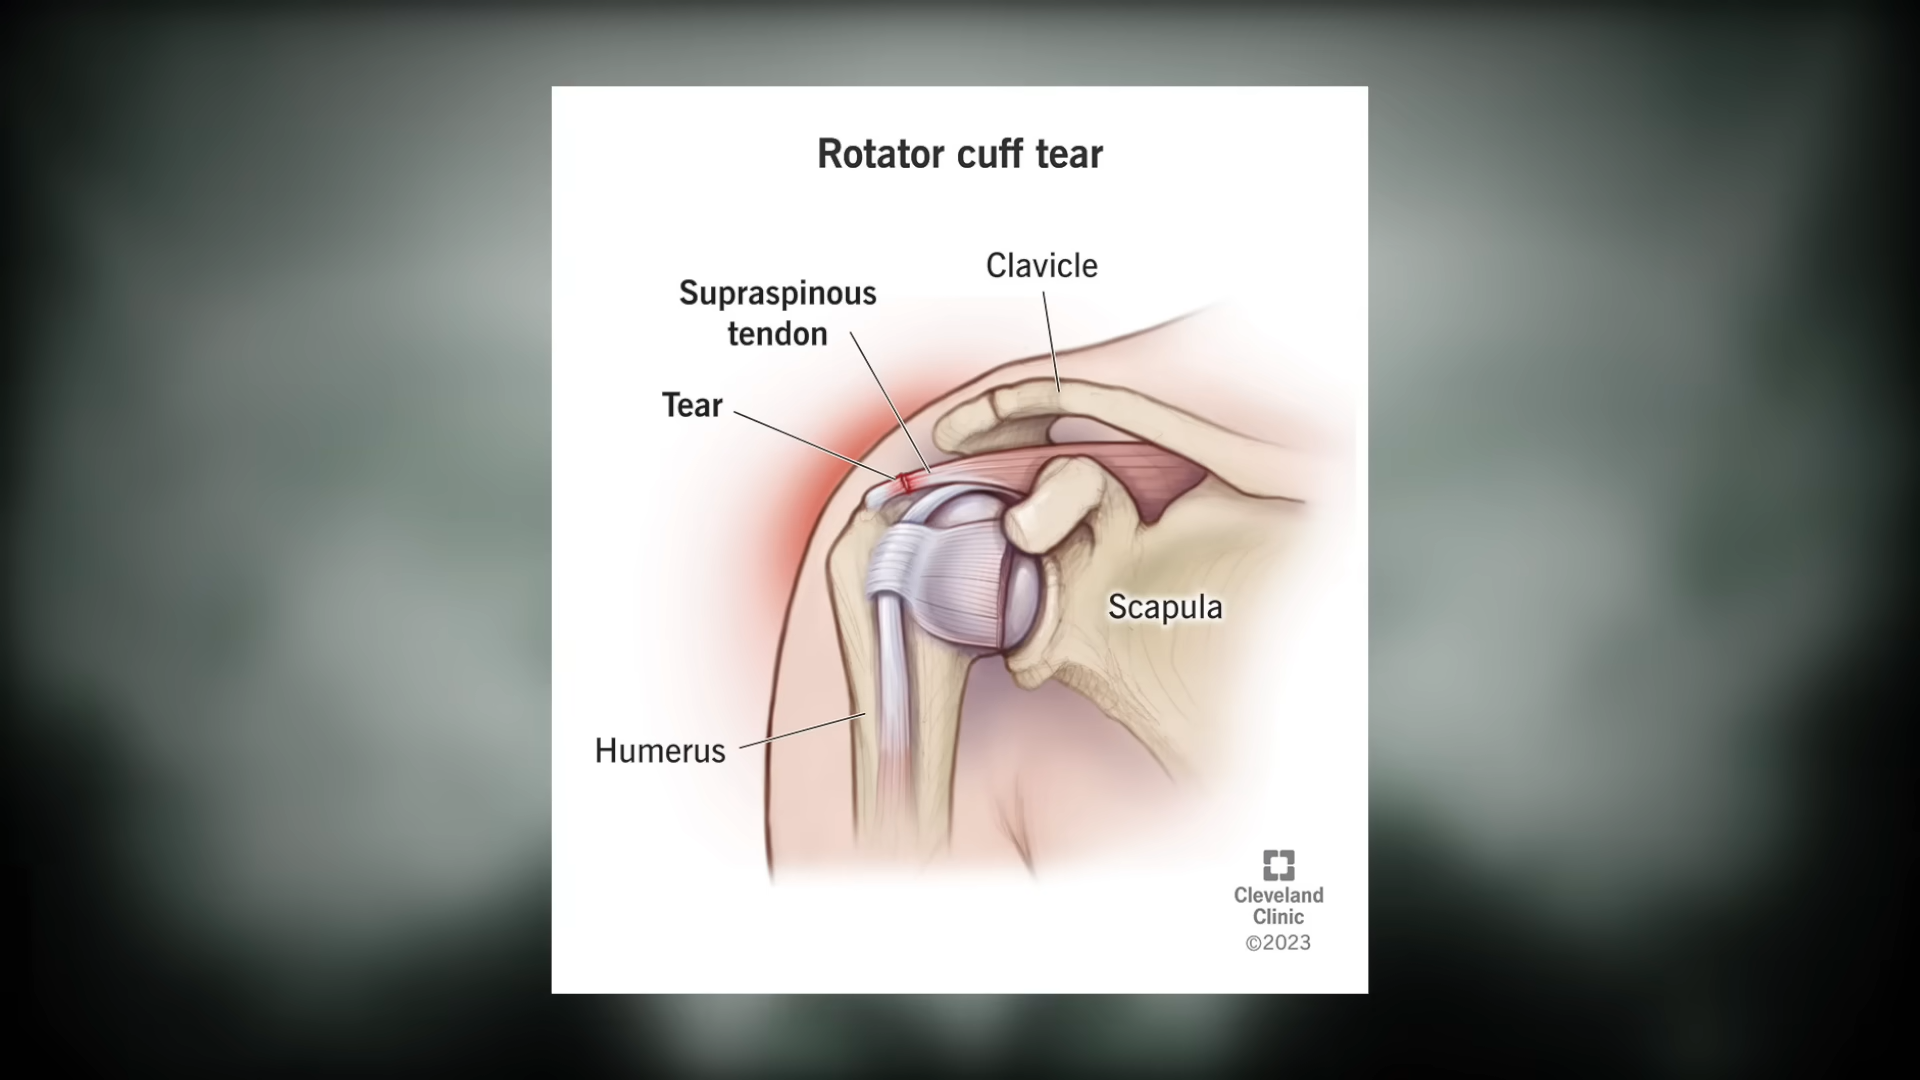 Rotator cuff tear
Clavicle
Supraspinous
tendon
Tear
Scapula
Humerus
Cleveland
Clinic
©2023